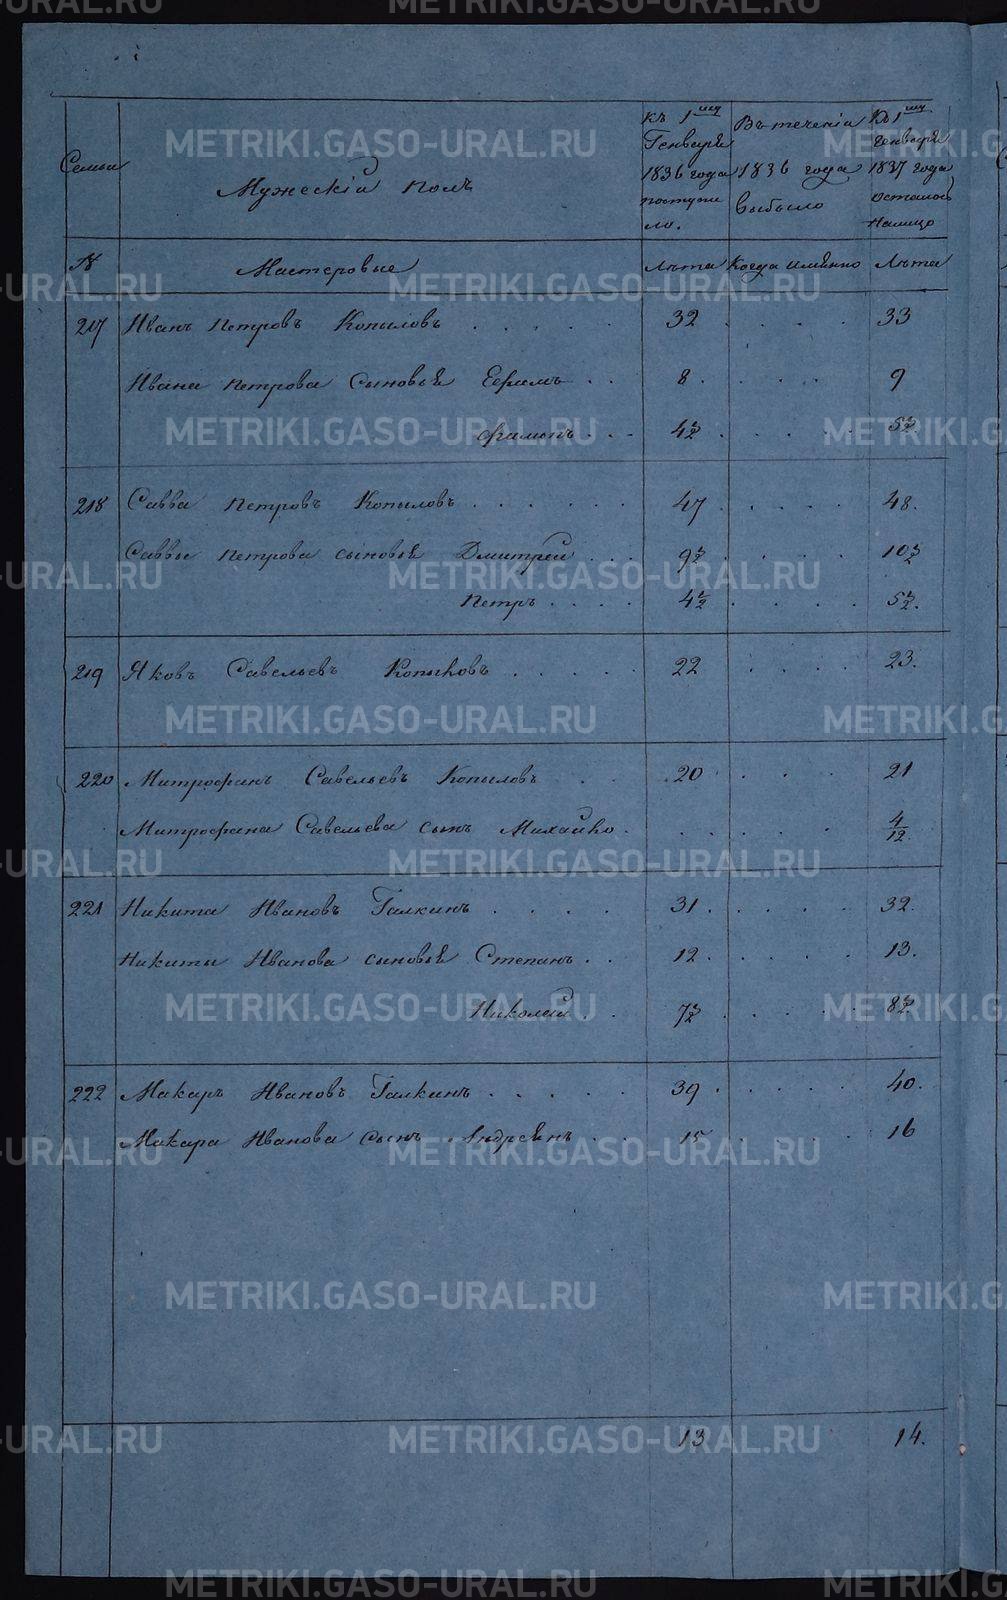 Семьи
Мужескій полъ
къ 1му Генваря 1836 года поступило.
Въ теченіи 1836 года выбыло
Къ 1му генваря 1837 года осталось налицо
№ Мастеровые Лѣта Когда именно Лѣта
217 Иванъ Петровъ Копыловъ . . . . . 32 . . . . 33
Ивана Петрова сыновья Ефимъ . . 8 . . . . 9
Филипъ . . . 4½ . . . . 5½
218 Савва Петровъ Копыловъ . . . . . . 47 . . . . . 48.
Саввы Петрова сыновья Дмитрей . . . 9½ . . . . 10½
Петръ . . . . 4½ . . . . 5½.
219 Яковъ Савельевъ Копыловъ . . . . . 22 . . . . 23.
220 Митрофанъ Савельевъ Копыловъ . . 20 . . . . 21
Митрофана Савельева сынъ Михайло . . . . . 4/12.
221 Никита Ивановъ Галкинъ . . . . 31 . . . . . 32.
Никиты Иванова сыновья Степанъ . . 12 . . . . . 13.
Николай . . 7½ . . . . . 8½
222 Макаръ Ивановъ Галкинъ . . . . . 39 . . . . . 40.
Макара Иванова сынъ Андреянъ . . 15 . . . . . 16
13 14.
METRIKI.GASO-URAL.RU